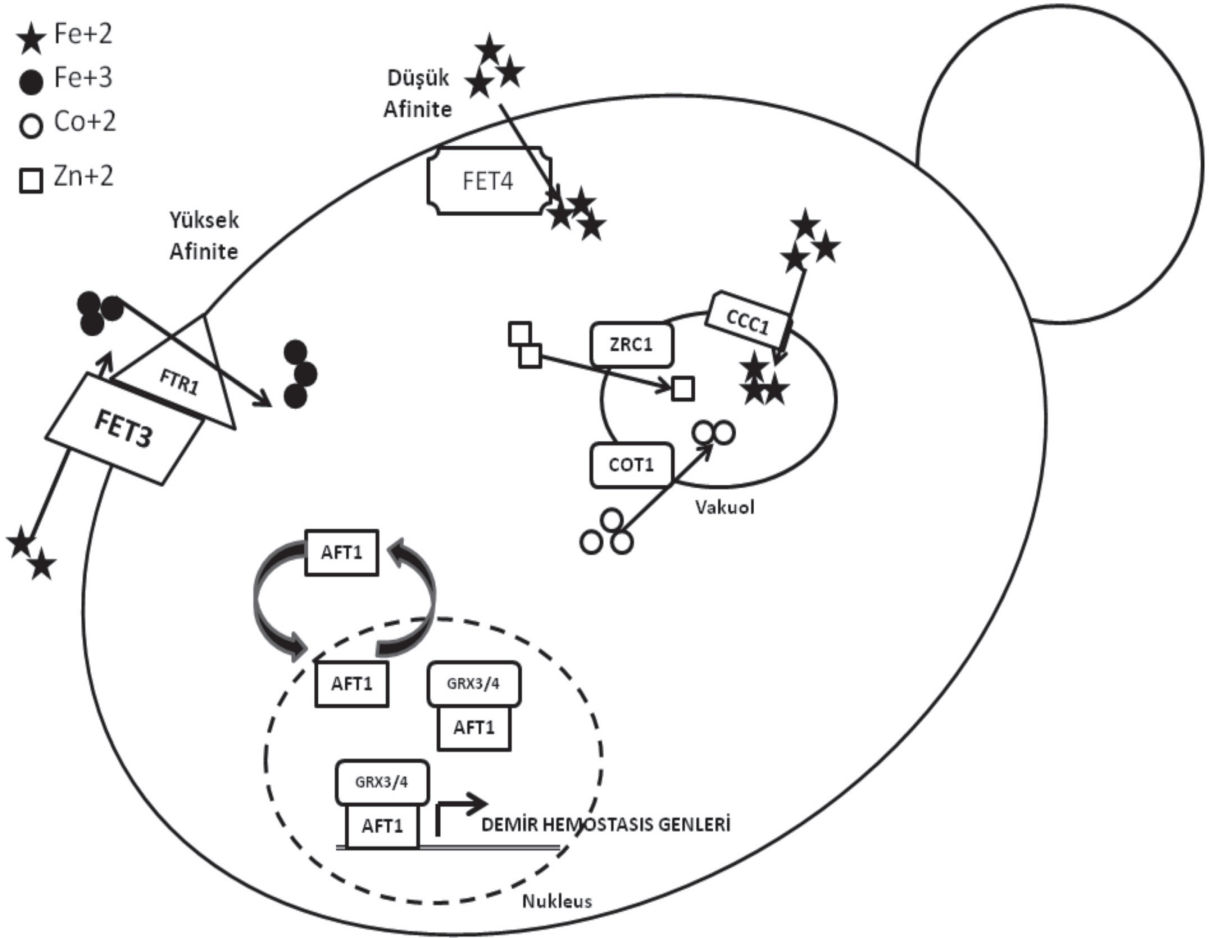 Fe+2
Fe+3
Co+2
Zn+2
Düşük
Afinite
FET4
Yüksek
Afinite
FTR1
FET3
ZRC1
CCC1
COT1
Vakuol
AFT1
AFT1
GRX3/4
AFT1
GRX3/4
AFT1
DEMİR HEMOSTASIS GENLERİ
Nukleus